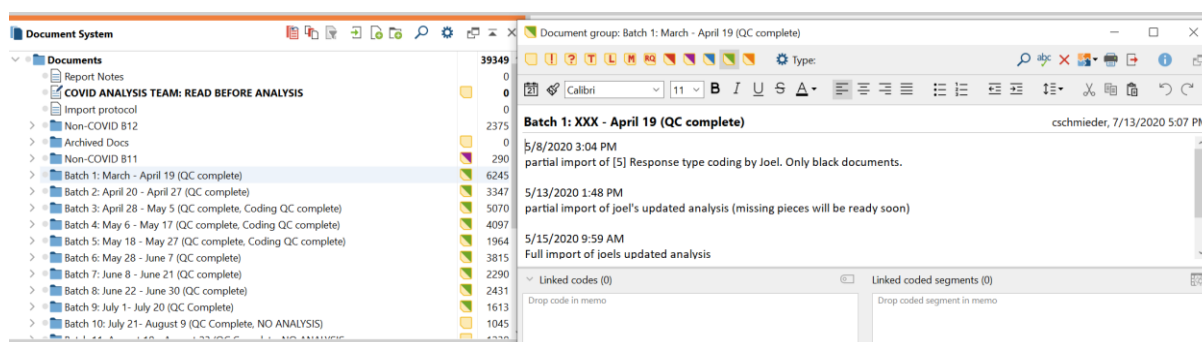 Document System
Documents 39349
Report Notes 0
COVID ANALYSIS TEAM: READ BEFORE ANALYSIS 0
Import protocol 0
Non-COVID B12 2375
Archived Docs 0
Non-COVID B11 290
Batch 1: March - April 19 (QC complete) 6245
Batch 2: April 20 - April 27 (QC complete) 3347
Batch 3: April 28 - May 5 (QC complete, Coding QC complete) 5070
Batch 4: May 6 - May 17 (QC complete, Coding QC complete) 4097
Batch 5: May 18 - May 27 (QC complete, Coding QC complete) 1964
Batch 6: May 28 - June 7 (QC complete) 3815
Batch 7: June 8 - June 21 (QC complete) 2290
Batch 8: June 22 - June 30 (QC complete) 2431
Batch 9: July 1- July 20 (QC Complete) 1613
Batch 10: July 21- August 9 (QC Complete, NO ANALYSIS) 1045
Document group: Batch 1: March - April 19 (QC complete)
! ? T L M RQ Type: abc
21 Calibri 11 B I U S A
Batch 1: XXX - April 19 (QC complete) cschmieder, 7/13/2020 5:07 PM
5/8/2020 3:04 PM
partial import of [5] Response type coding by Joel. Only black documents.
5/13/2020 1:48 PM
partial import of joel's updated analysis (missing pieces will be ready soon)
5/15/2020 9:59 AM
Full import of joels updated analysis
Linked codes (0) Linked coded segments (0)
Drop code in memo Drop coded segment in memo